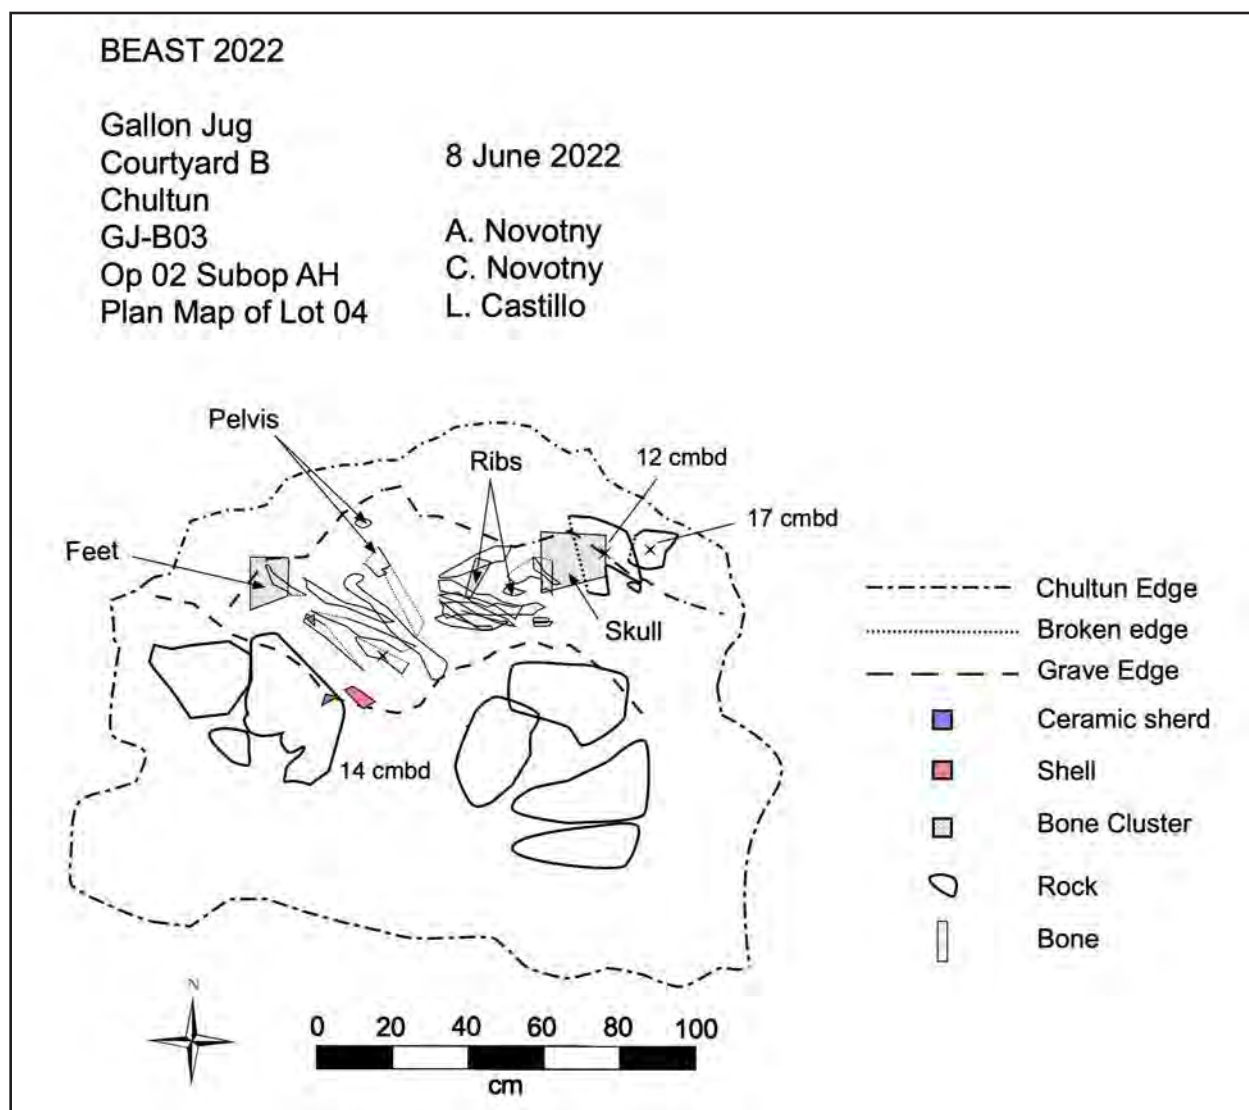 BEAST 2022
Gallon Jug
Courtyard B
Chultun
GJ-B03
Op 02 Subop AH
Plan Map of Lot 04
8 June 2022
A. Novotny
C. Novotny
L. Castillo
Pelvis
Ribs
12 cmbd
17 cmbd
Feet
Skull
14 cmbd
Chultun Edge
Broken edge
Grave Edge
Ceramic sherd
Shell
Bone Cluster
Rock
Bone
N
0 20 40 60 80 100
cm